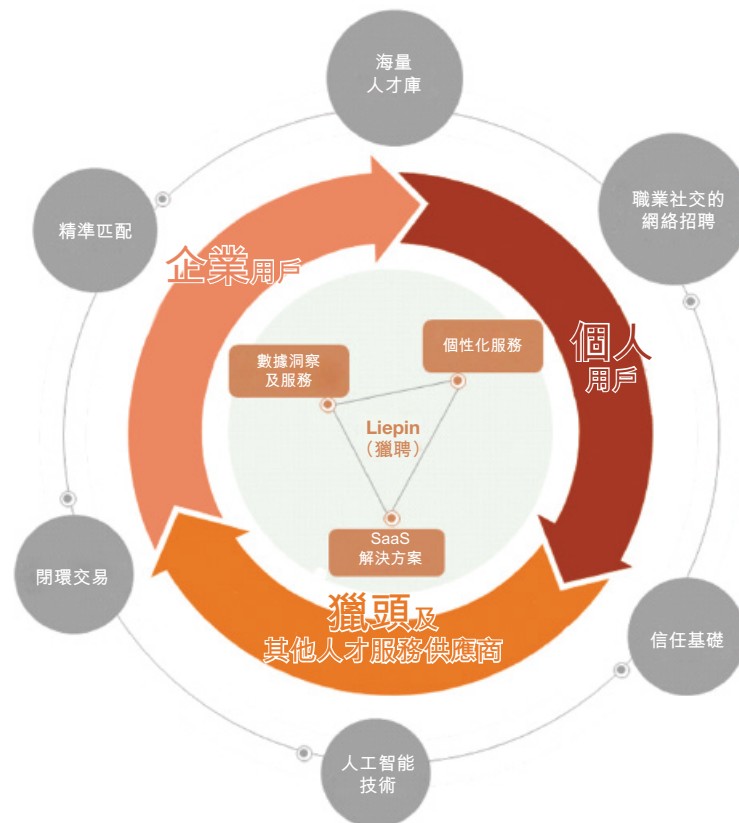 海量
人才庫
職業社交的
網絡招聘
精準匹配
企業用戶
個人
用戶
個性化服務
數據洞察
及服務
Liepin
（獵聘）
SaaS
解決方案
閉環交易
獵頭及
其他人才服務供應商
信任基礎
人工智能
技術